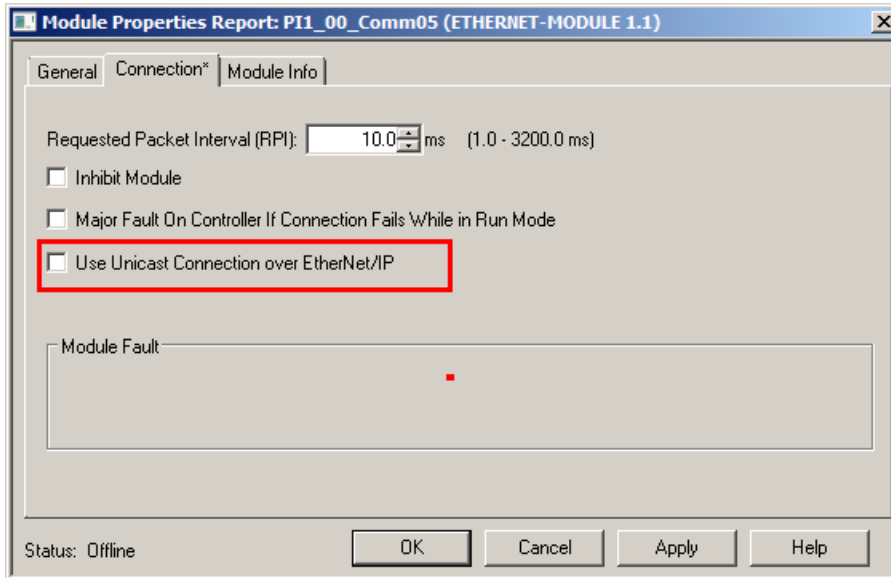 Module Properties Report: PI1_00_Comm05 (ETHERNET-MODULE 1.1)
General Connection* Module Info
Requested Packet Interval (RPI): 10.0 ms (1.0 - 3200.0 ms)
Inhibit Module
Major Fault On Controller If Connection Fails While in Run Mode
Use Unicast Connection over EtherNet/IP
Module Fault
Status: Offline OK Cancel Apply Help